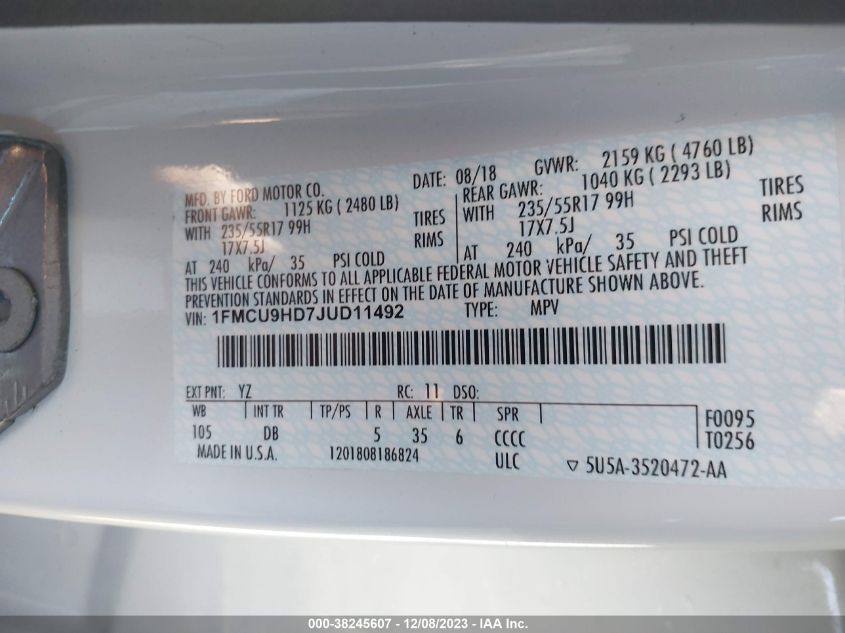 MFD. BY FORD MOTOR CO. DATE: 08/18 GVWR: 2159 KG ( 4760 LB)
FRONT GAWR: 1125 KG ( 2480 LB) REAR GAWR: 1040 KG ( 2293 LB)
WITH 235/55R17 99H TIRES WITH 235/55R17 99H TIRES
17X7.5J RIMS 17X7.5J RIMS
AT 240 kPa/ 35 PSI COLD AT 240 kPa/ 35 PSI COLD
THIS VEHICLE CONFORMS TO ALL APPLICABLE FEDERAL MOTOR VEHICLE SAFETY AND THEFT
PREVENTION STANDARDS IN EFFECT ON THE DATE OF MANUFACTURE SHOWN ABOVE.
VIN: 1FMCU9HD7JUD11492 TYPE: MPV
EXT PNT: YZ RC: 11 DSO:
WB INT TR TP/PS R AXLE TR SPR F0095
105 DB 5 35 6 CCCC T0256
MADE IN U.S.A. 1201808186824 ULC 5U5A-3520472-AA
000-38245607 - 12/08/2023 - IAA Inc.